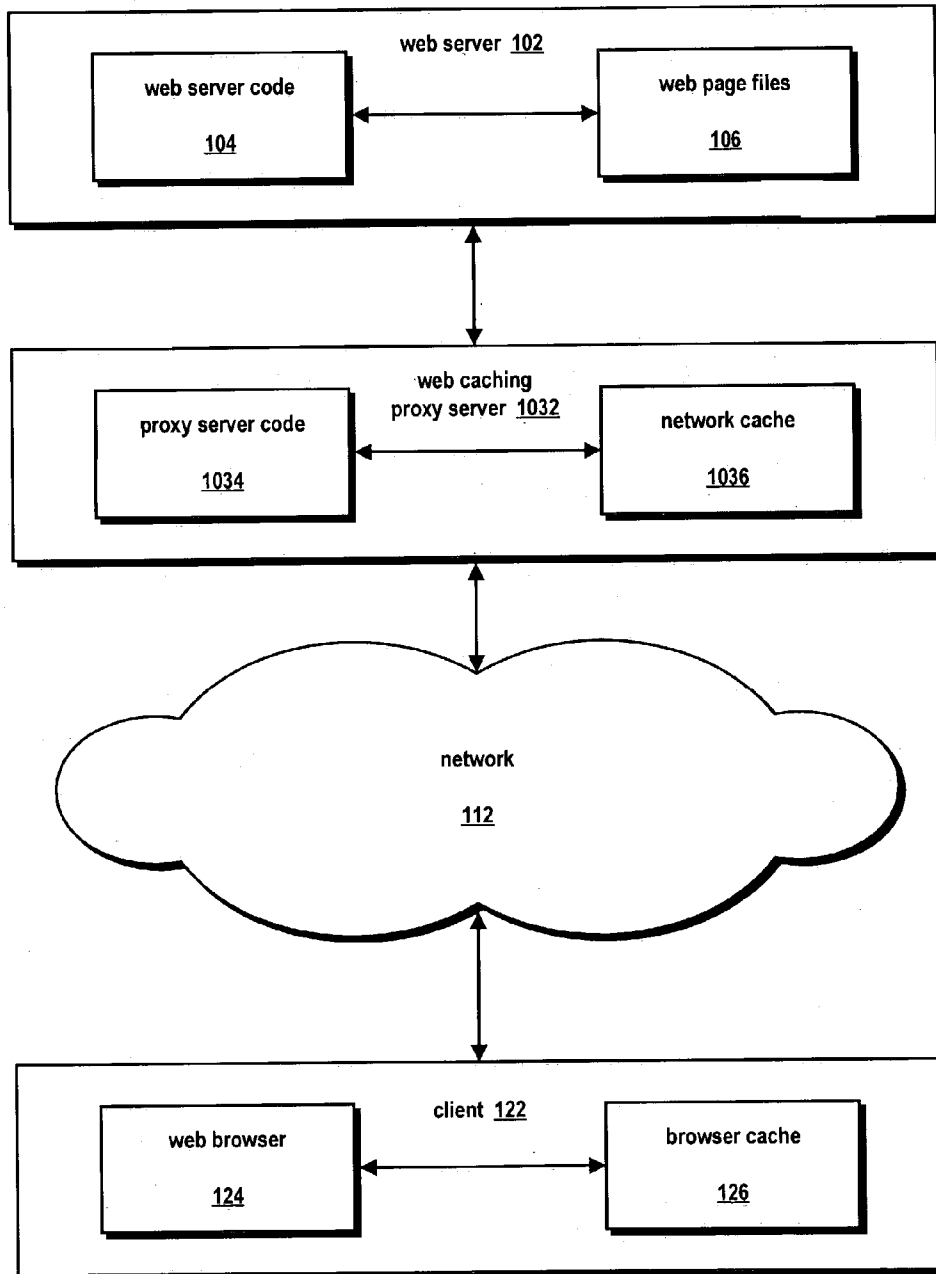 web server 102
web server code
104
web page files
106
web caching
proxy server 1032
proxy server code
1034
network cache
1036
network
112
client 122
web browser
124
browser cache
126